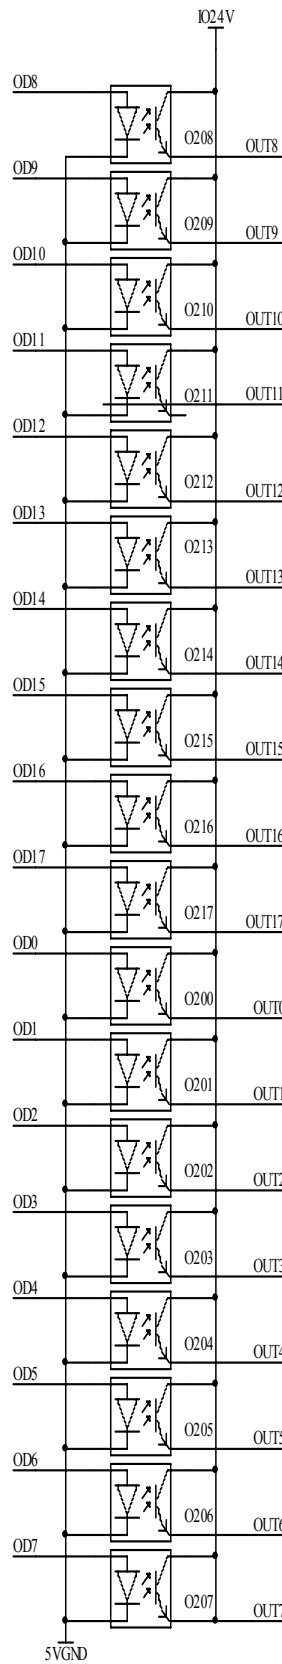 IO24V
OD8
O208
OUT8
OD9
O209
OUT9
OD10
O210
OUT10
OD11
O211
OUT11
OD12
O212
OUT12
OD13
O213
OUT13
OD14
O214
OUT14
OD15
O215
OUT15
OD16
O216
OUT16
OD17
O217
OUT17
OD0
O200
OUT0
OD1
O201
OUT1
OD2
O202
OUT2
OD3
O203
OUT3
OD4
O204
OUT4
OD5
O205
OUT5
OD6
O206
OUT6
OD7
O207
OUT7
5VGND